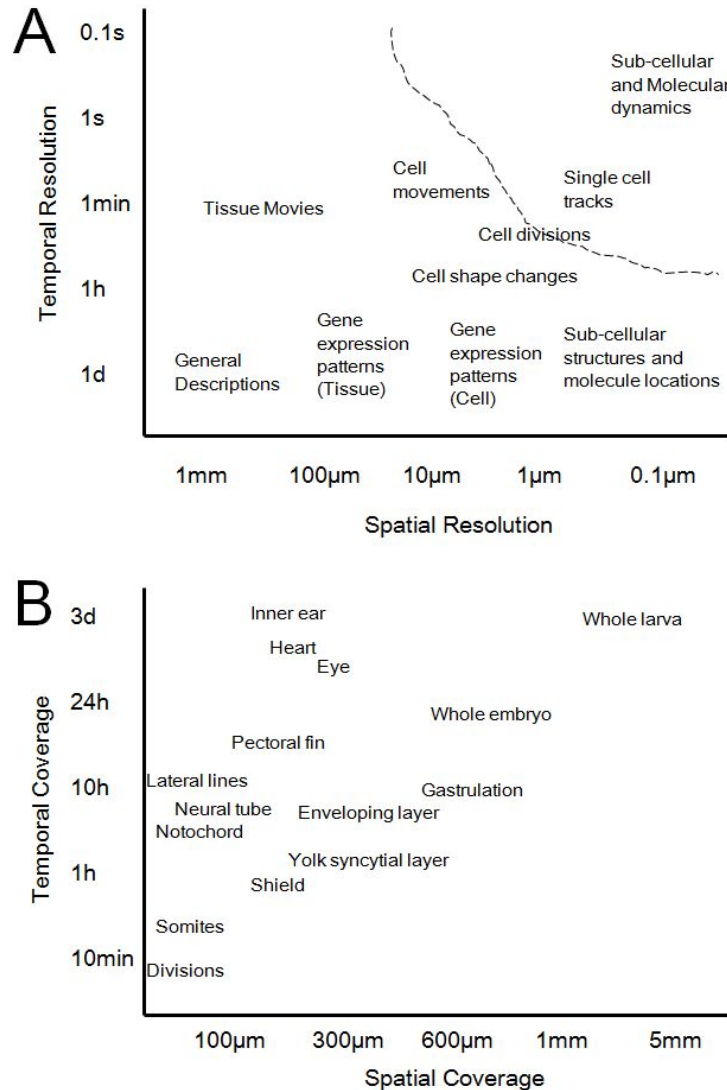 A
0.1s
1s
1min
1h
1d
Temporal Resolution
Sub-cellular
and Molecular
dynamics
Cell
movements
Single cell
tracks
Tissue Movies
Cell divisions
Cell shape changes
General
Descriptions
Gene
expression
patterns
(Tissue)
Gene
expression
patterns
(Cell)
Sub-cellular
structures and
molecule locations
1mm 100µm 10µm 1µm 0.1µm
Spatial Resolution
B
3d
24h
10h
1h
10min
Temporal Coverage
Inner ear
Whole larva
Heart
Eye
Whole embryo
Pectoral fin
Lateral lines
Gastrulation
Neural tube
Enveloping layer
Notochord
Yolk syncytial layer
Shield
Somites
Divisions
100µm 300µm 600µm 1mm 5mm
Spatial Coverage